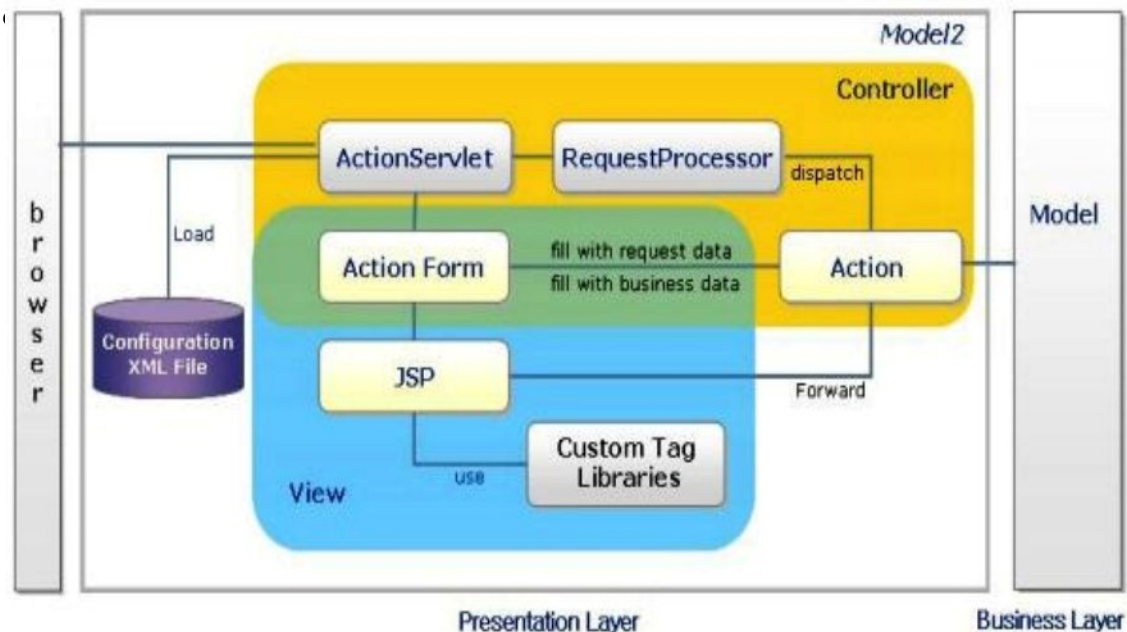 Model2
Controller
ActionServlet
RequestProcessor
dispatch
browser
Load
Model
Action Form
fill with request data
fill with business data
Action
Configuration
XML File
JSP
Forward
Custom Tag
Libraries
use
View
Presentation Layer
Business Layer